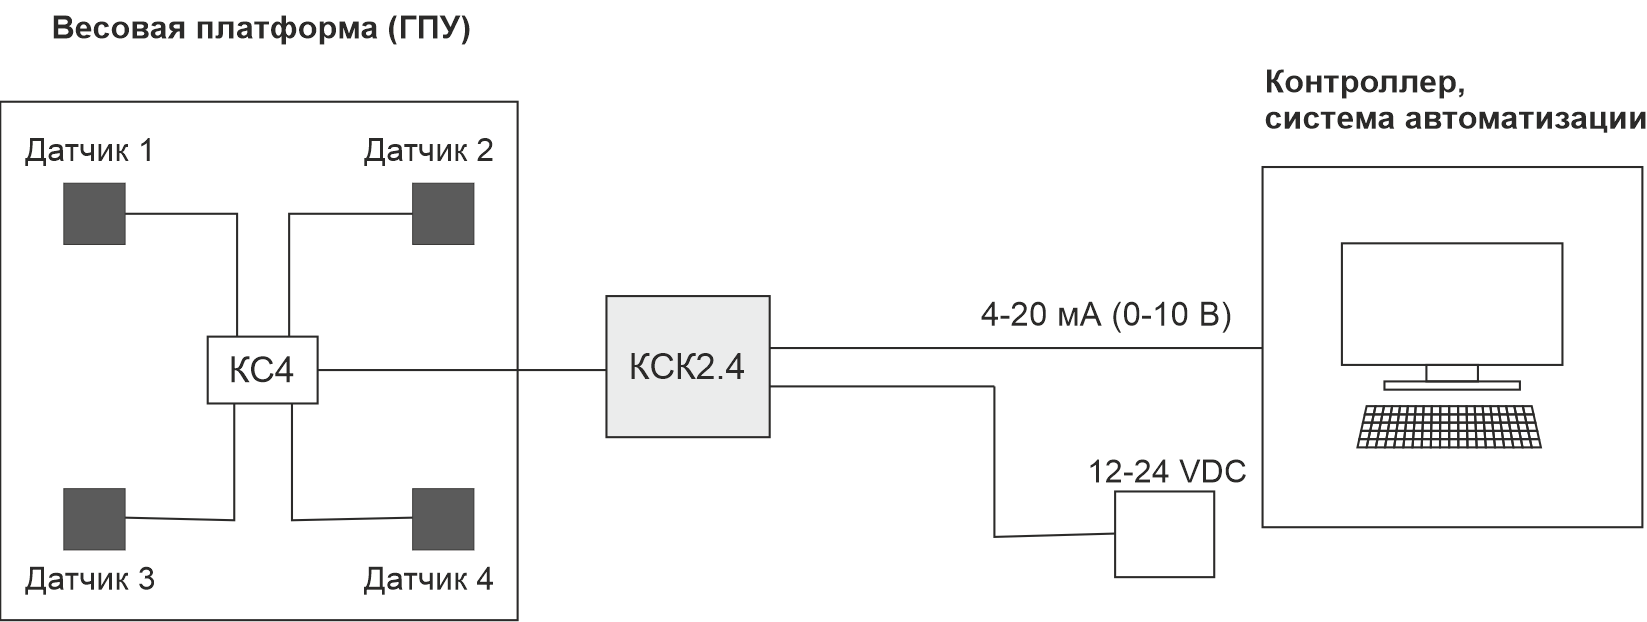 Весовая платформа (ГПУ)
Контроллер,
система автоматизации
Датчик 1
Датчик 2
4-20 мА (0-10 В)
КС4
КСК2.4
12-24 VDC
Датчик 3
Датчик 4